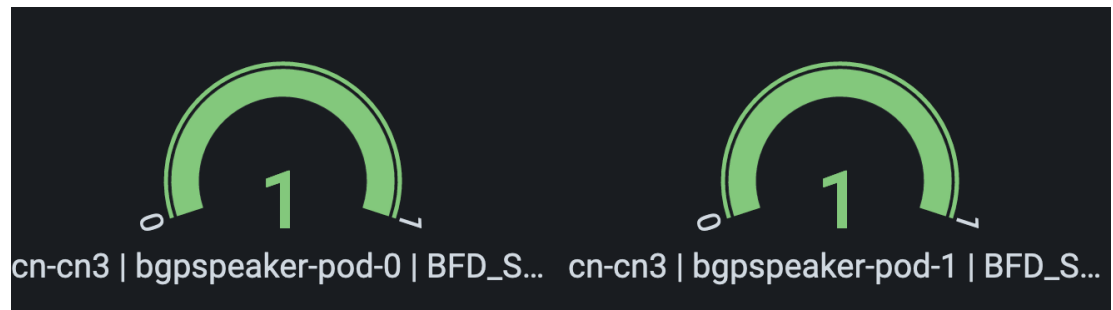 1
0 1
cn-cn3 | bgpspeaker-pod-0 | BFD_S...
1
0 1
cn-cn3 | bgpspeaker-pod-1 | BFD_S...